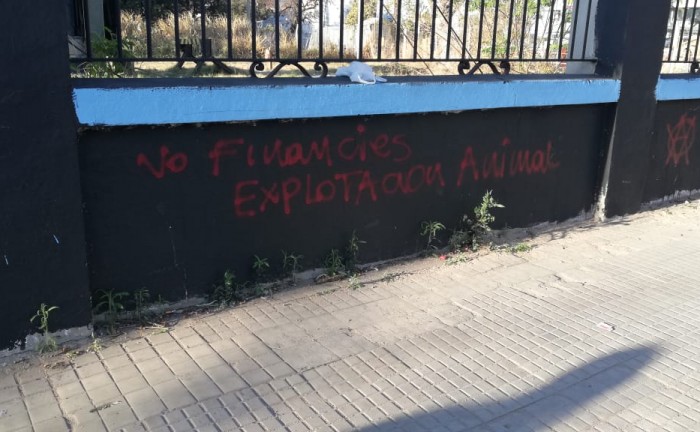 No Financies
EXPLOTACION Animal